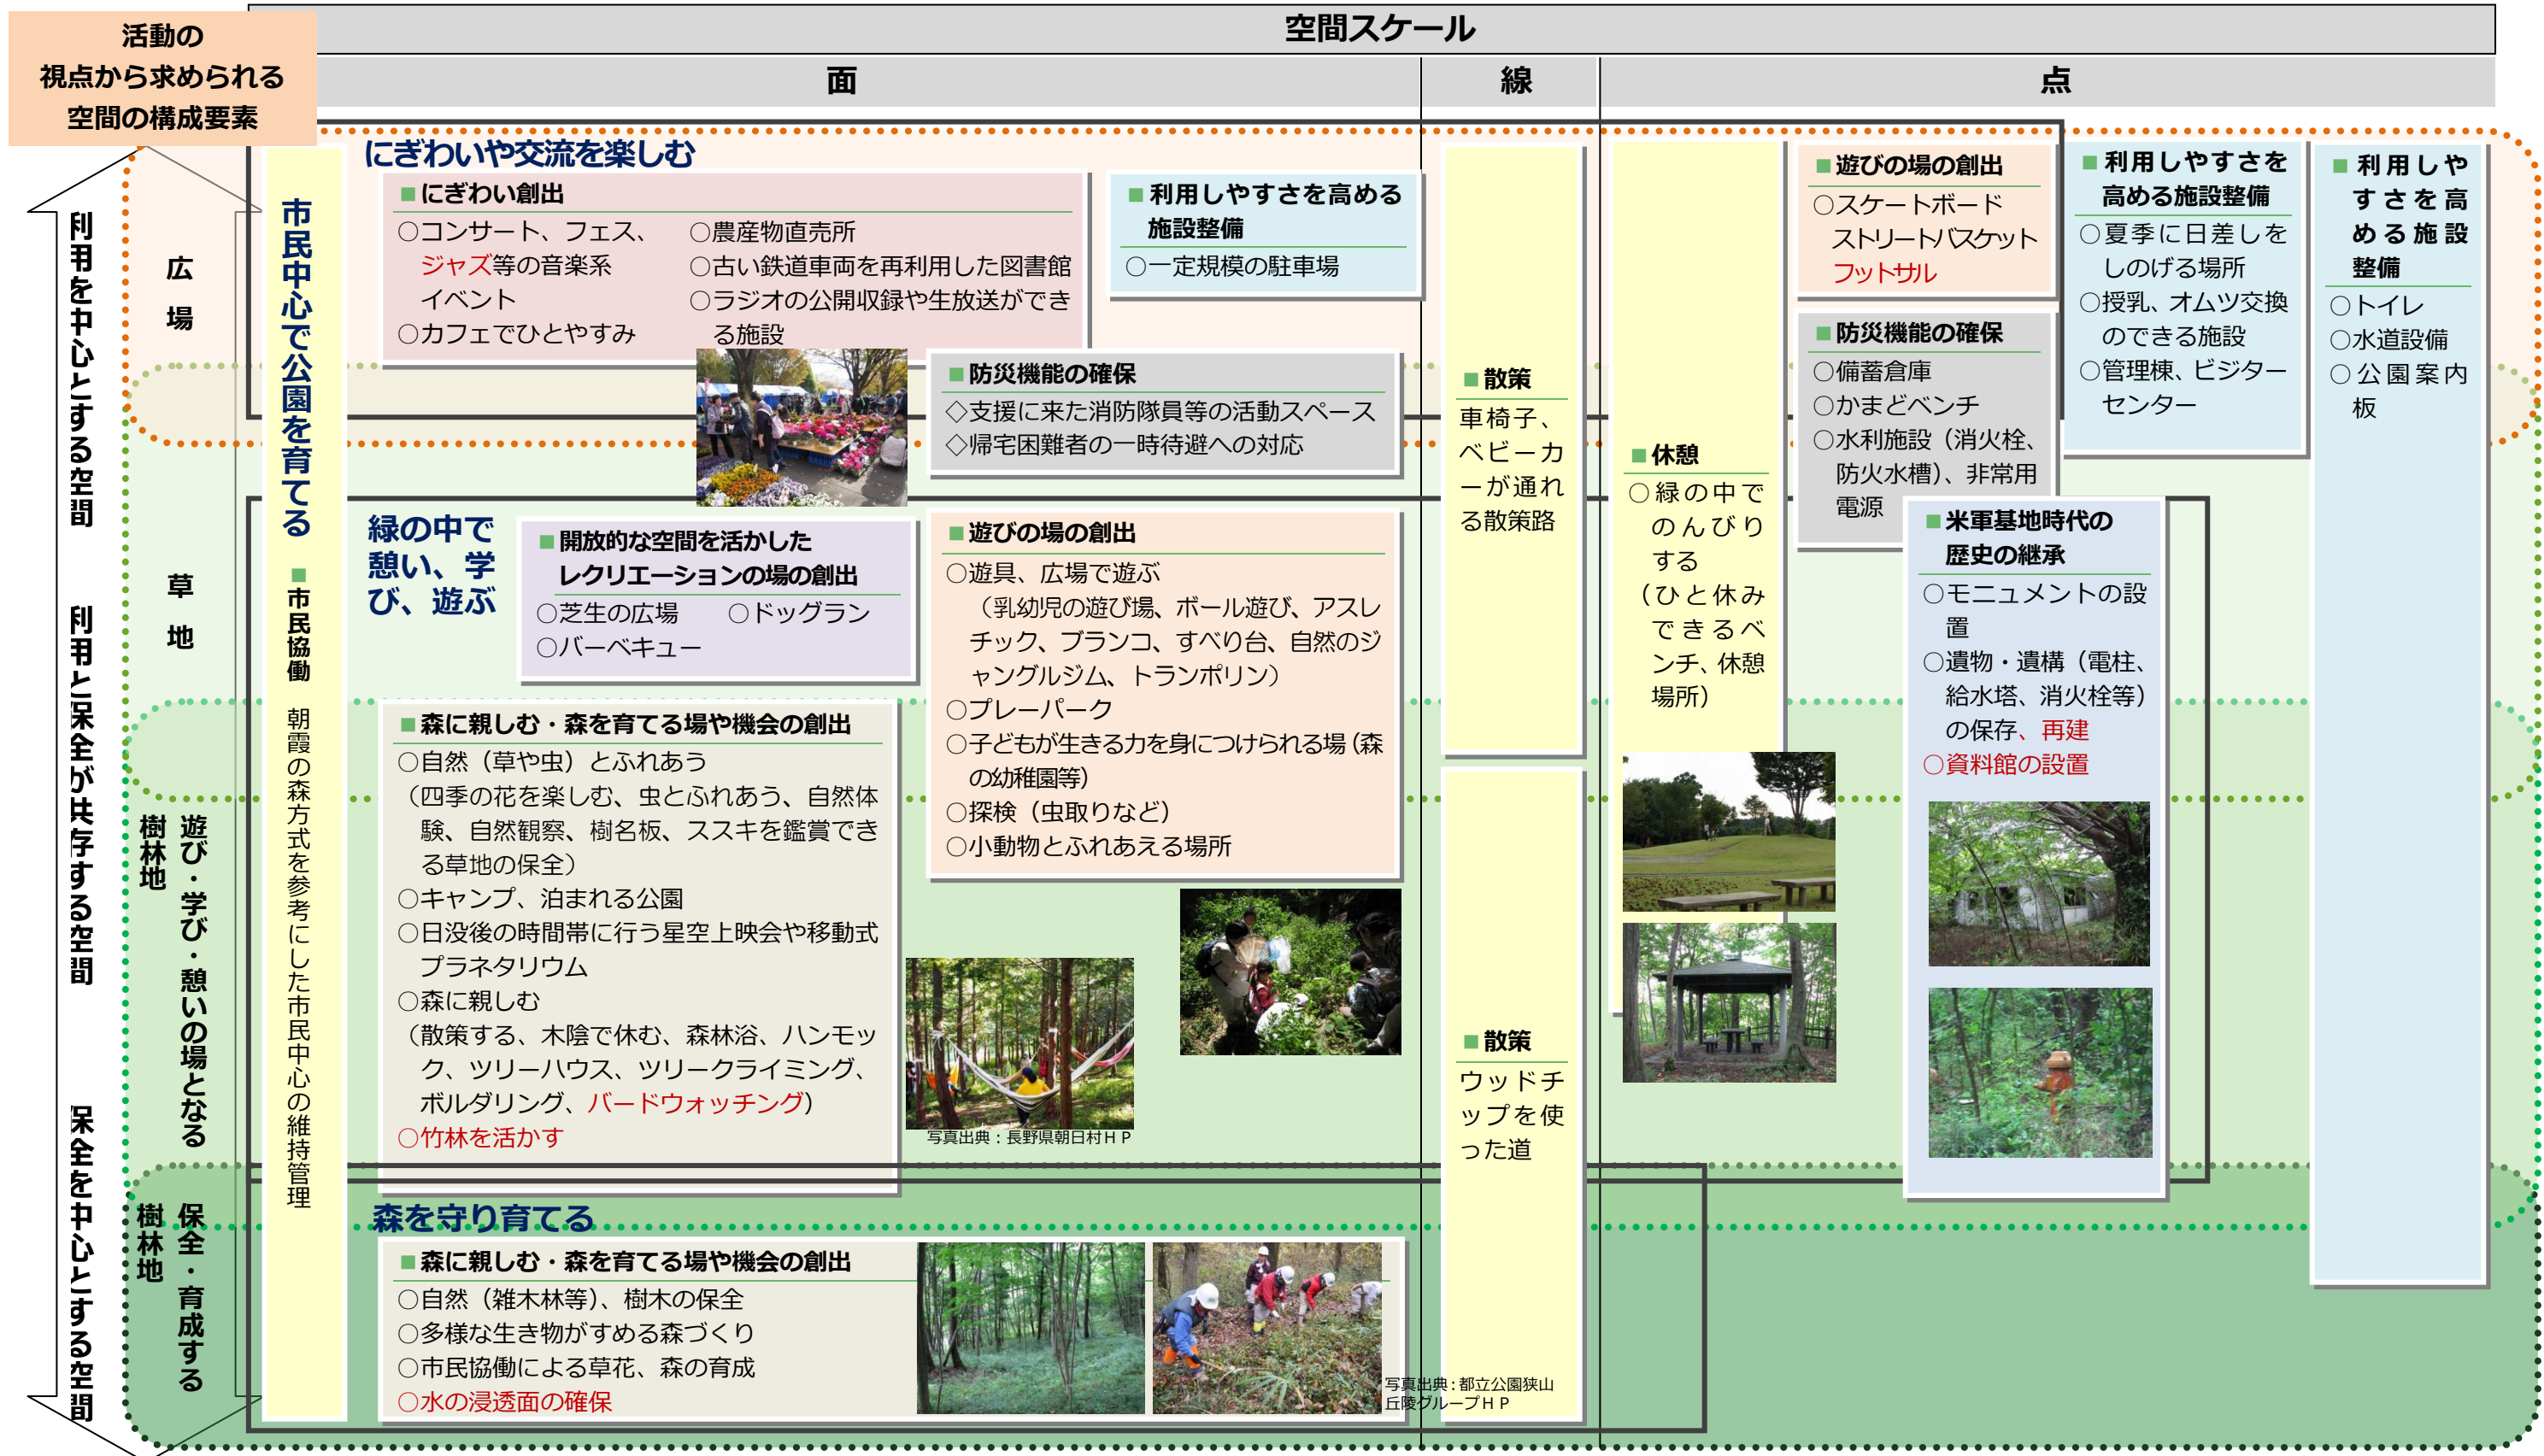 活動の
視点から求められる
空間の構成要素
空間スケール
面
線
点
利用を中心とする空間
利用と保全が共存する空間
保全を中心とする空間
広場
草地
遊び・学び・憩いの場となる
樹林地
保全・育成する
樹林地
市民中心で公園を育てる
■市民協働 朝霞の森方式を参考にした市民中心の維持管理
にぎわいや交流を楽しむ
■にぎわい創出
○コンサート、フェス、
ジャズ等の音楽系
イベント
○カフェでひとやすみ
○農産物直売所
○古い鉄道車両を再利用した図書館
○ラジオの公開収録や生放送ができ
る施設
■利用しやすさを高める
施設整備
○一定規模の駐車場
■防災機能の確保
◇支援に来た消防隊員等の活動スペース
◇帰宅困難者の一時待避への対応
緑の中で
憩い、学
び、遊ぶ
■開放的な空間を活かした
レクリエーションの場の創出
○芝生の広場 ○ドッグラン
○バーベキュー
■遊びの場の創出
○遊具、広場で遊ぶ
（乳幼児の遊び場、ボール遊び、アスレ
チック、ブランコ、すべり台、自然のジ
ャングルジム、トランポリン）
○プレーパーク
○子どもが生きる力を身につけられる場（森
の幼稚園等）
○探検（虫取りなど）
○小動物とふれあえる場所
■森に親しむ・森を育てる場や機会の創出
○自然（草や虫）とふれあう
（四季の花を楽しむ、虫とふれあう、自然体
験、自然観察、樹名板、ススキを鑑賞でき
る草地の保全）
○キャンプ、泊まれる公園
○日没後の時間帯に行う星空上映会や移動式
プラネタリウム
○森に親しむ
（散策する、木陰で休む、森林浴、ハンモッ
ク、ツリーハウス、ツリークライミング、
ボルダリング、バードウォッチング）
○竹林を活かす
写真出典：長野県朝日村ＨＰ
森を守り育てる
■森に親しむ・森を育てる場や機会の創出
○自然（雑木林等）、樹木の保全
○多様な生き物がすめる森づくり
○市民協働による草花、森の育成
○水の浸透面の確保
写真出典：都立公園狭山
丘陵グループＨＰ
■散策
車椅子、
ベビーカ
ーが通れ
る散策路
■散策
ウッドチ
ップを使
った道
■休憩
○緑の中で
のんびり
する
（ひと休み
できるベ
ンチ、休憩
場所）
■遊びの場の創出
○スケートボード
ストリートバスケット
フットサル
■防災機能の確保
○備蓄倉庫
○かまどベンチ
○水利施設（消火栓、
防火水槽）、非常用
電源
■米軍基地時代の
歴史の継承
○モニュメントの設
置
○遺物・遺構（電柱、
給水塔、消火栓等）
の保存、再建
○資料館の設置
■利用しやすさを
高める施設整備
○夏季に日差しを
しのげる場所
○授乳、オムツ交換
のできる施設
○管理棟、ビジター
センター
■利用しや
すさを高
める施設
整備
○トイレ
○水道設備
○公園案内
板